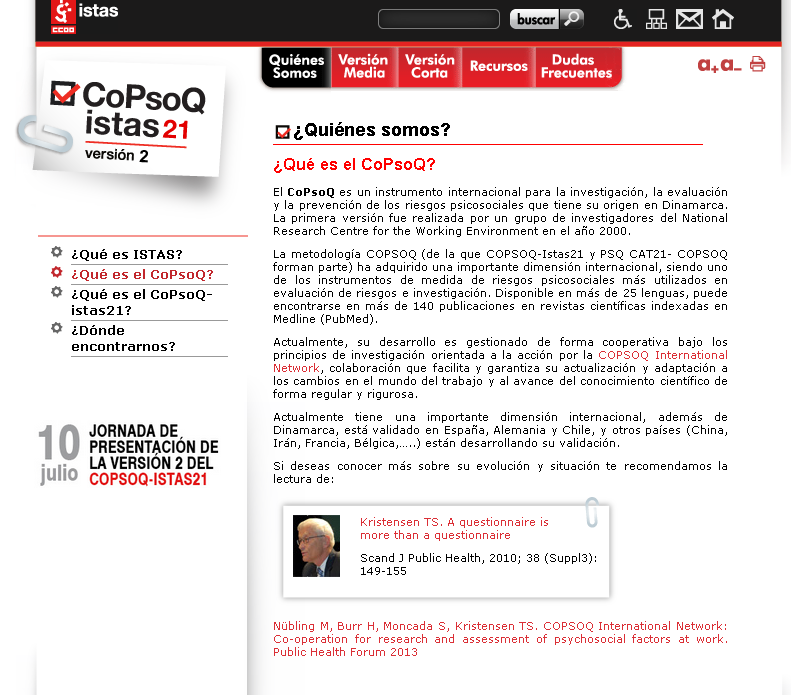 istas
CCOO
buscar
Quiénes Somos
Versión Media
Versión Corta
Recursos
Dudas Frecuentes
a+ a-
CoPsoQ
istas 21
versión 2
¿Qué es ISTAS?
¿Qué es el CoPsoQ?
¿Qué es el CoPsoQ-
istas21?
¿Dónde
encontrarnos?
10
julio
JORNADA DE
PRESENTACIÓN DE
LA VERSIÓN 2 DEL
COPSOQ-ISTAS21
¿Quiénes somos?
¿Qué es el CoPsoQ?
El CoPsoQ es un instrumento internacional para la investigación, la evaluación
y la prevención de los riesgos psicosociales que tiene su origen en Dinamarca.
La primera versión fue realizada por un grupo de investigadores del National
Research Centre for the Working Environment en el año 2000.
La metodología COPSOQ (de la que COPSOQ-Istas21 y PSQ CAT21- COPSOQ
forman parte) ha adquirido una importante dimensión internacional, siendo uno
de los instrumentos de medida de riesgos psicosociales más utilizados en
evaluación de riesgos e investigación. Disponible en más de 25 lenguas, puede
encontrarse en más de 140 publicaciones en revistas científicas indexadas en
Medline (PubMed).
Actualmente, su desarrollo es gestionado de forma cooperativa bajo los
principios de investigación orientada a la acción por la COPSOQ International
Network, colaboración que facilita y garantiza su actualización y adaptación a
los cambios en el mundo del trabajo y al avance del conocimiento científico de
forma regular y rigurosa.
Actualmente tiene una importante dimensión internacional, además de
Dinamarca, está validado en España, Alemania y Chile, y otros países (China,
Irán, Francia, Bélgica,.....) están desarrollando su validación.
Si deseas conocer más sobre su evolución y situación te recomendamos la
lectura de:
Kristensen TS. A questionnaire is
more than a questionnaire
Scand J Public Health, 2010; 38 (Suppl3):
149-155
Nübling M, Burr H, Moncada S, Kristensen TS. COPSOQ International Network:
Co-operation for research and assessment of psychosocial factors at work.
Public Health Forum 2013